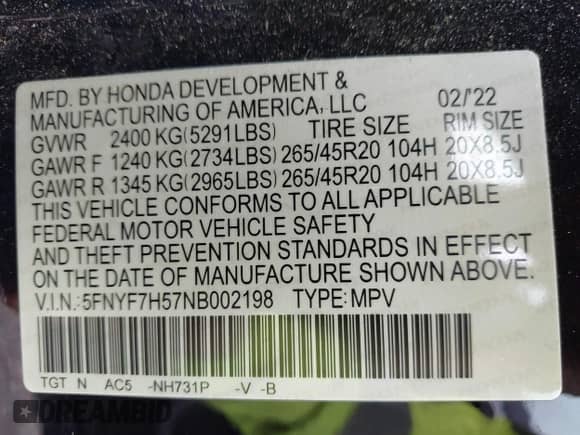 MFD. BY HONDA DEVELOPMENT &
MANUFACTURING OF AMERICA, LLC 02/'22
GVWR 2400 KG(5291LBS) TIRE SIZE RIM SIZE
GAWR F 1240 KG(2734LBS) 265/45R20 104H 20X8.5J
GAWR R 1345 KG(2965LBS) 265/45R20 104H 20X8.5J
THIS VEHICLE CONFORMS TO ALL APPLICABLE
FEDERAL MOTOR VEHICLE SAFETY
AND THEFT PREVENTION STANDARDS IN EFFECT
ON THE DATE OF MANUFACTURE SHOWN ABOVE.
V.I.N.:5FNYF7H57NB002198 TYPE:MPV
TGT N AC5 -NH731P -V -B
DREAMBID